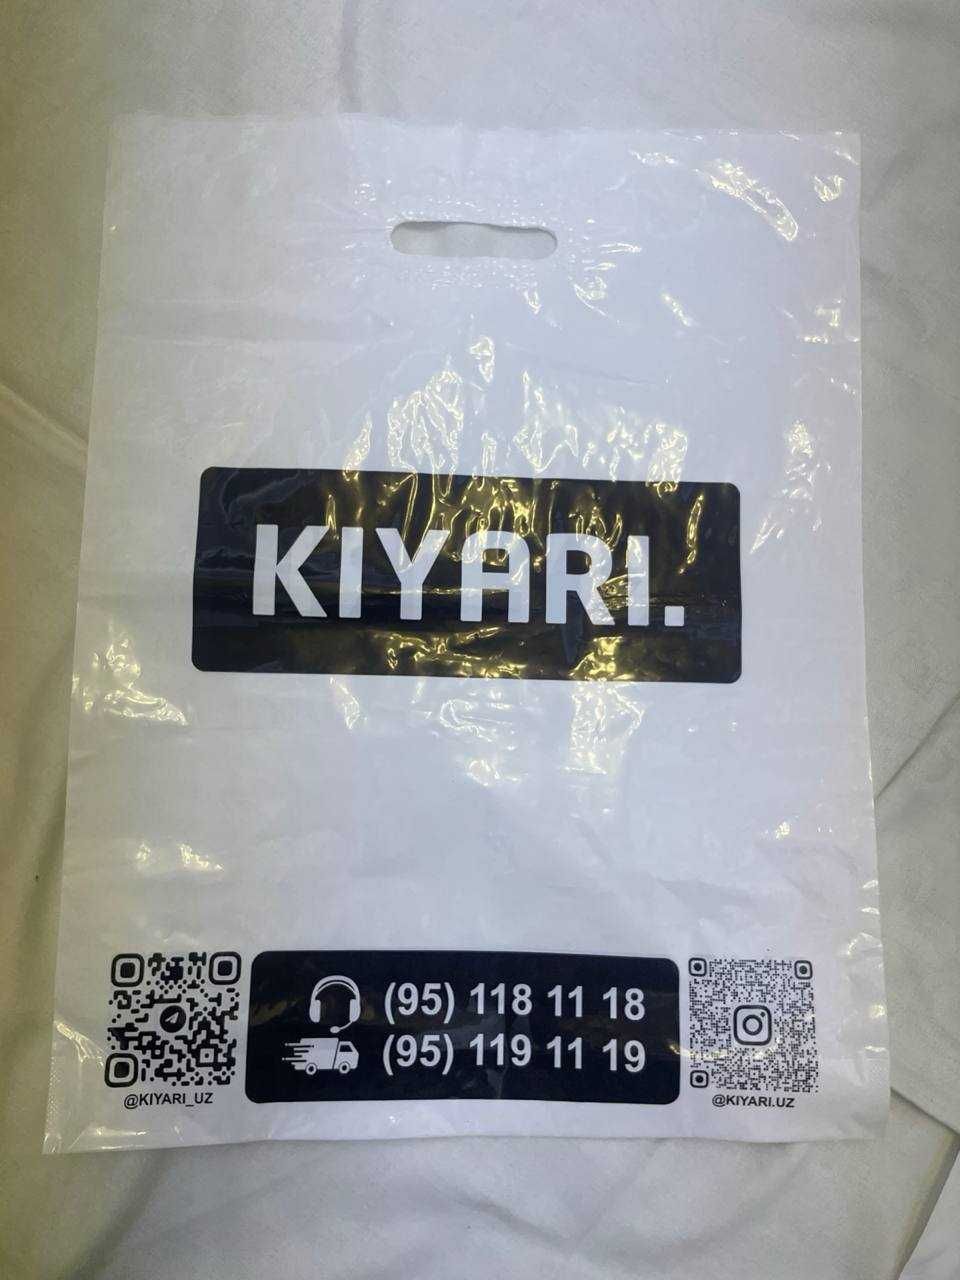 KIYARI.
(95) 118 11 18
(95) 119 11 19
@KIYARI_UZ
@KIYARI.UZ